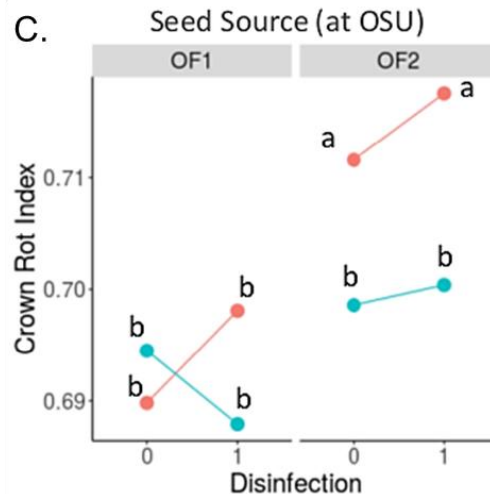 C.
Seed Source (at OSU)
OF1 OF2
a
a
0.71
b
b
b
0.70
b
b
b
0.69
Crown Rot Index
0 1 0 1
Disinfection